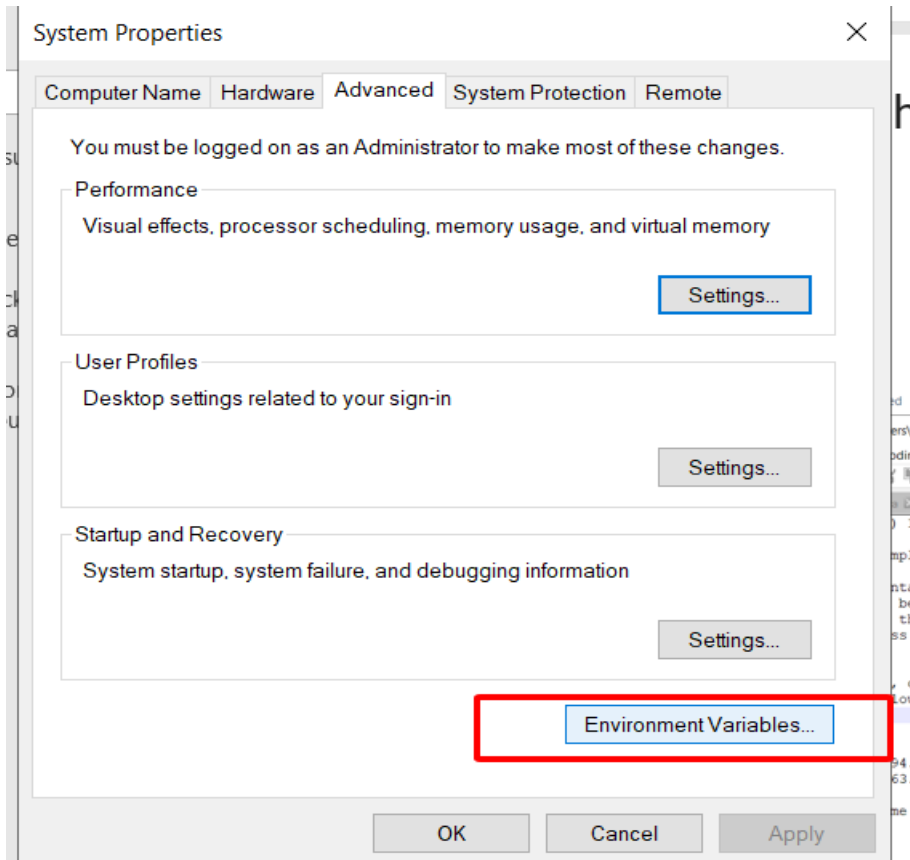 System Properties
Computer Name Hardware Advanced System Protection Remote
You must be logged on as an Administrator to make most of these changes.
Performance
Visual effects, processor scheduling, memory usage, and virtual memory
Settings...
User Profiles
Desktop settings related to your sign-in
Settings...
Startup and Recovery
System startup, system failure, and debugging information
Settings...
Environment Variables...
OK Cancel Apply